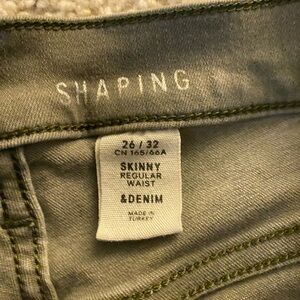 SHAPING
26 / 32
CN 165/66A
SKINNY
REGULAR
WAIST
&DENIM
MADE IN
TURKEY